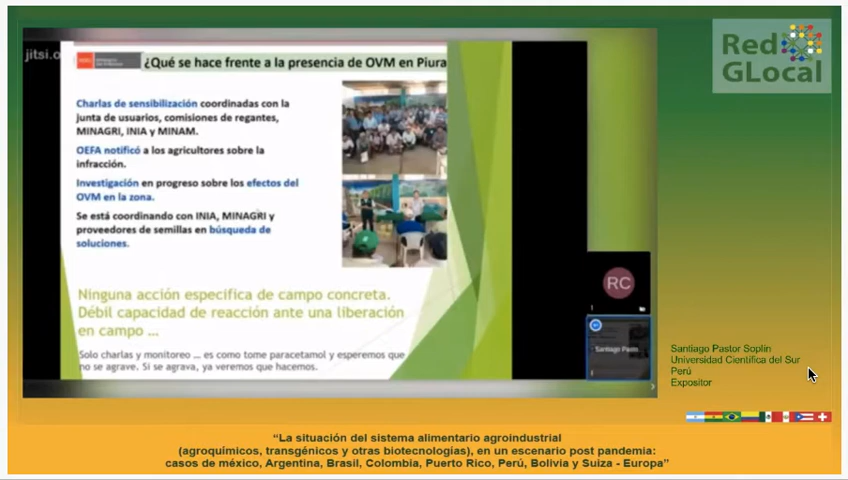 jitsi.o
¿Qué se hace frente a la presencia de OVM en Piura
Charlas de sensibilización coordinadas con la
junta de usuarios, comisiones de regantes,
MINAGRI, INIA y MINAM.
OEFA notificó a los agricultores sobre la
infracción.
Investigación en progreso sobre los efectos del
OVM en la zona.
Se está coordinando con INIA, MINAGRI y
proveedores de semillas en búsqueda de
soluciones.
Ninguna acción especifica de campo concreta.
Débil capacidad de reacción ante una liberación
en campo ...
Solo charlas y monitoreo ... es como tome paracetamol y esperemos que
no se agrave. Si se agrava, ya veremos que hacemos.
Red
GLocal
RC
Santiago Pasto
Santiago Pastor Soplín
Universidad Científica del Sur
Perú
Expositor
“La situación del sistema alimentario agroindustrial
(agroquímicos, transgénicos y otras biotecnologías), en un escenario post pandemia:
casos de méxico, Argentina, Brasil, Colombia, Puerto Rico, Perú, Bolivia y Suiza - Europa”